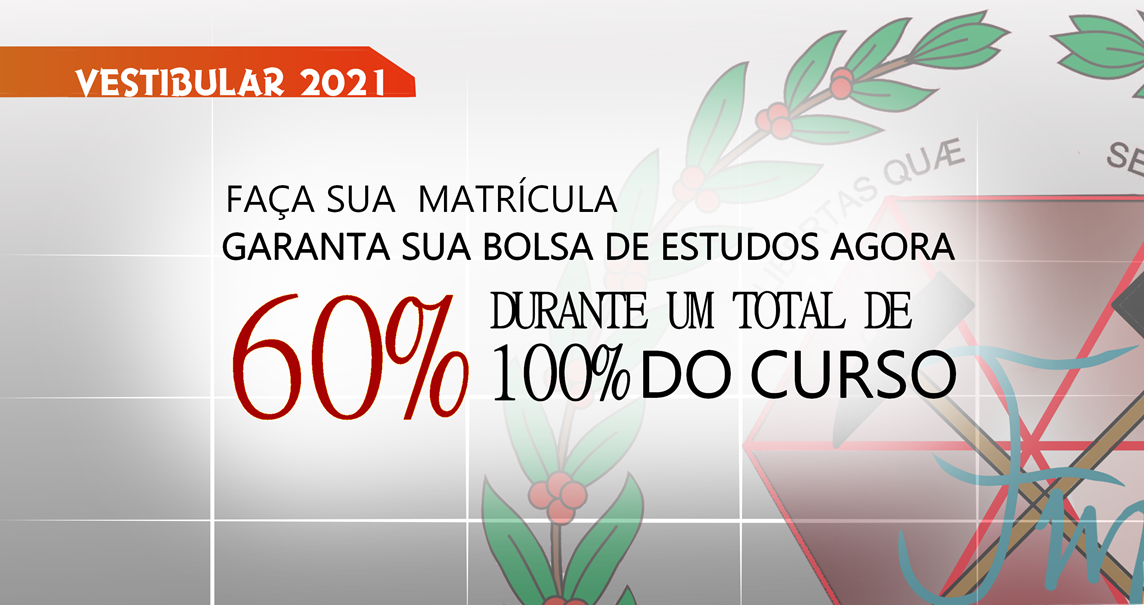 VESTIBULAR 2021
FAÇA SUA MATRÍCULA
GARANTA SUA BOLSA DE ESTUDOS AGORA
60%
DURANTE UM TOTAL DE
100% DO CURSO
QUÆ